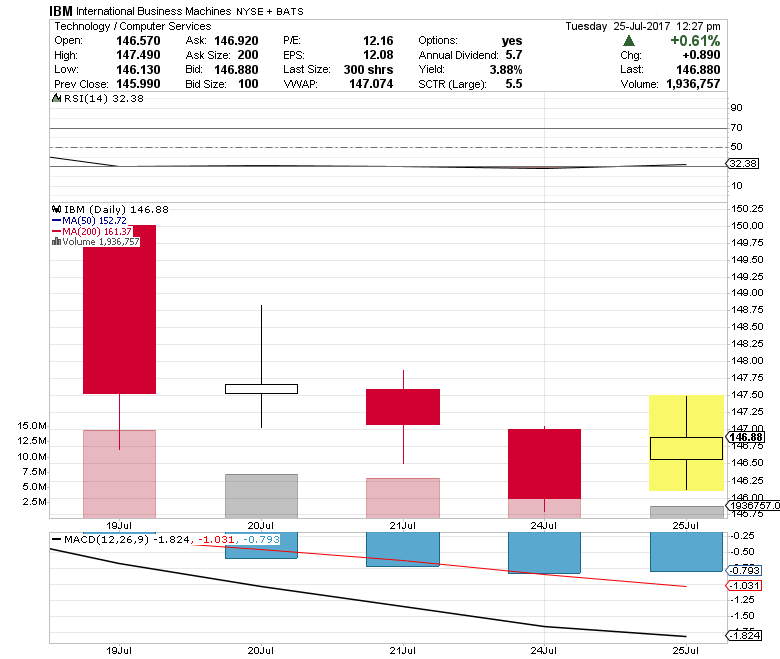 IBM International Business Machines NYSE + BATS
Technology / Computer Services Tuesday 25-Jul-2017 12:27 pm
Open: 146.570 Ask: 146.920 P/E: 12.16 Options: yes ▲ +0.61%
High: 147.490 Ask Size: 200 EPS: 12.08 Annual Dividend: 5.7 Chg: +0.890
Low: 146.130 Bid: 146.880 Last Size: 300 shrs Yield: 3.88% Last: 146.880
Prev Close: 145.990 Bid Size: 100 VWAP: 147.074 SCTR (Large): 5.5 Volume: 1,936,757
RSI(14) 32.38
90
70
50
32.38
10
IBM (Daily) 146.88
MA(50) 152.72
MA(200) 161.37
Volume 1,936,757
150.25
150.00
149.75
149.50
149.25
149.00
148.75
148.50
148.25
148.00
147.75
147.50
147.25
147.00
146.88
146.75
146.50
146.25
146.00
1936757.0
145.75
15.0M
12.5M
10.0M
7.5M
5.0M
2.5M
19Jul 20Jul 21Jul 24Jul 25Jul
MACD(12,26,9) -1.824, -1.031, -0.793
-0.25
-0.50
-0.793
-1.031
-1.25
-1.50
-1.824
19Jul 20Jul 21Jul 24Jul 25Jul